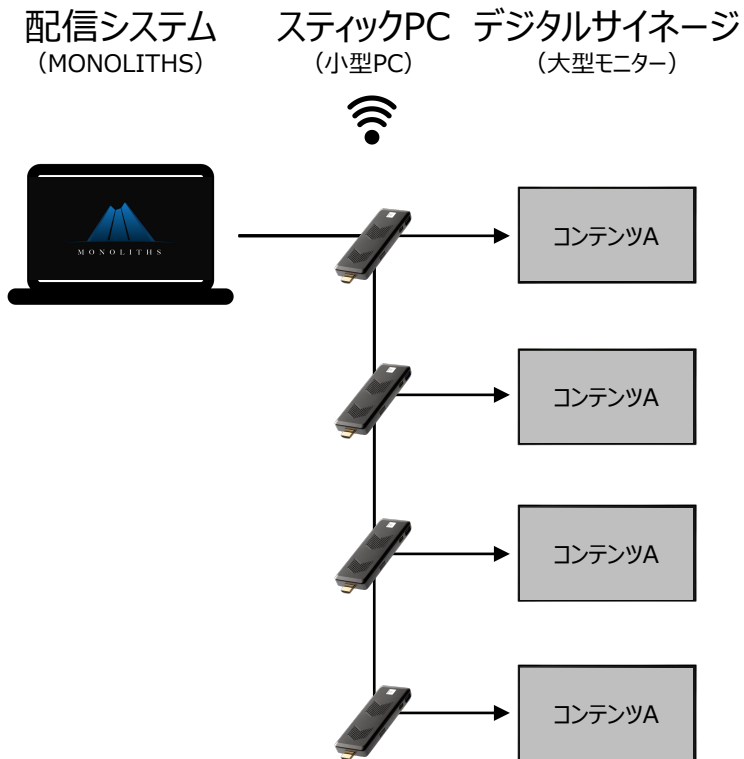 配信システム
（MONOLITHS）
スティックPC
（小型PC）
デジタルサイネージ
（大型モニター）
MONOLITHS
コンテンツA
コンテンツA
コンテンツA
コンテンツA